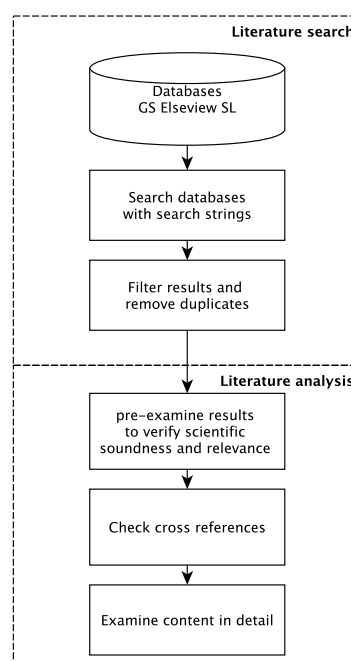 Literature search
Databases
GS Elseview SL
Search databases
with search strings
Filter results and
remove duplicates
Literature analysis
pre-examine results
to verify scientific
soundness and relevance
Check cross references
Examine content in detail